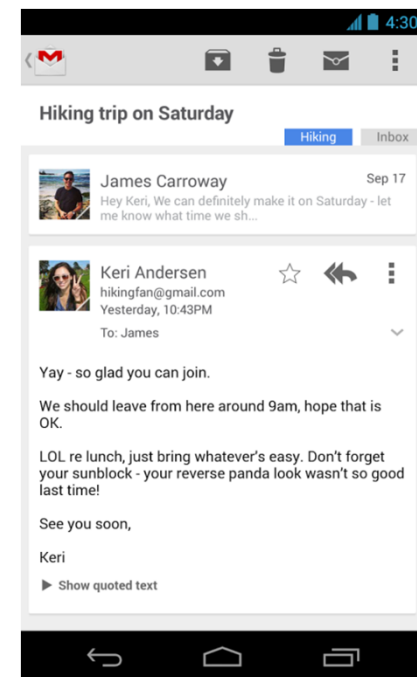 4:30
Hiking trip on Saturday
Hiking
Inbox
James Carroway
Sep 17
Hey Keri, We can definitely make it on Saturday - let
me know what time we sh...
Keri Andersen
hikingfan@gmail.com
Yesterday, 10:43PM
To: James
Yay - so glad you can join.
We should leave from here around 9am, hope that is
OK.
LOL re lunch, just bring whatever's easy. Don't forget
your sunblock - your reverse panda look wasn't so good
last time!
See you soon,
Keri
Show quoted text